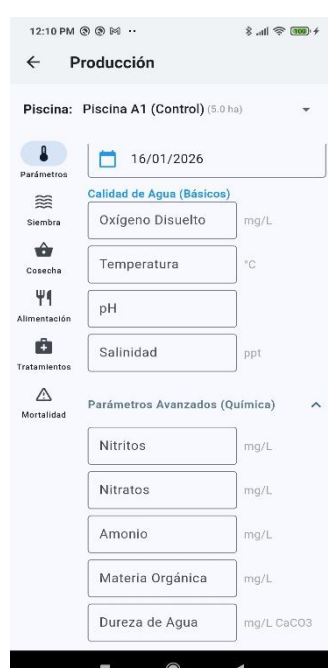 12:10 PM
100
Producción
Piscina: Piscina A1 (Control) (5.0 ha)
Parámetros
Siembra
Cosecha
Alimentación
Tratamientos
Mortalidad
16/01/2026
Calidad de Agua (Básicos)
Oxígeno Disuelto mg/L
Temperatura °C
pH
Salinidad ppt
Parámetros Avanzados (Química)
Nitritos mg/L
Nitratos mg/L
Amonio mg/L
Materia Orgánica mg/L
Dureza de Agua mg/L CaCO3